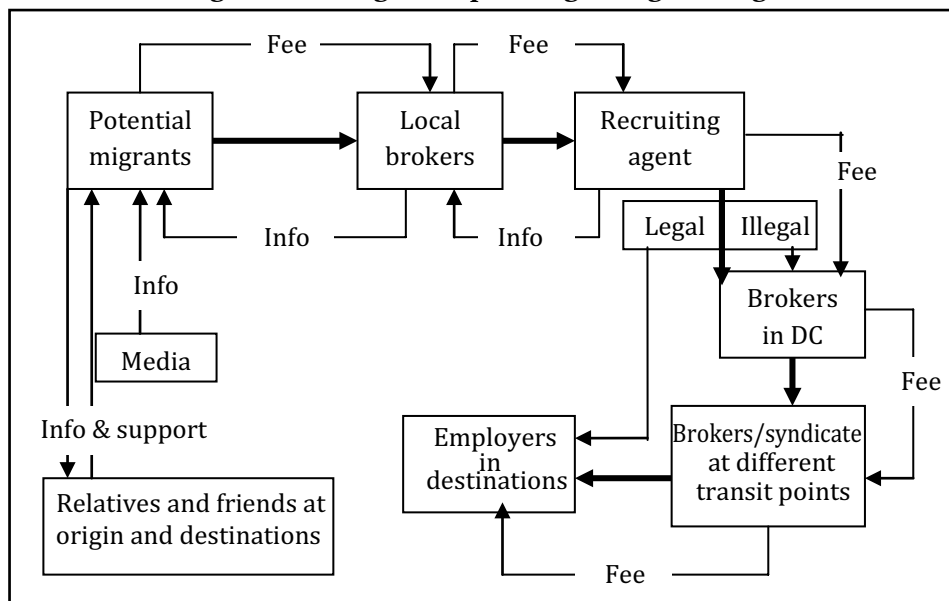 Fee
Fee
Potential
migrants
Local
brokers
Recruiting
agent
Fee
Info
Info
Legal
Illegal
Info
Brokers
in DC
Media
Fee
Info & support
Employers
in
destinations
Brokers/syndicate
at different
transit points
Relatives and friends at
origin and destinations
Fee